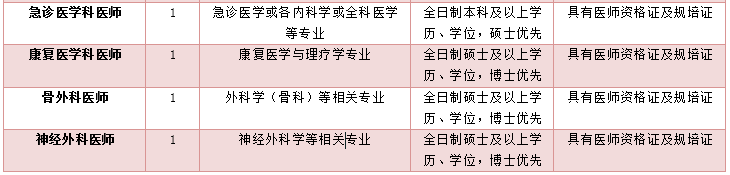 急诊医学科医师 1 急诊医学或各内科学或全科医学 全日制本科及以上学 具有医师资格证及规培证
等专业 历、学位，硕士优先
康复医学科医师 1 康复医学与理疗学专业 全日制硕士及以上学 具有医师资格证及规培证
历、学位，博士优先
骨外科医师 1 外科学（骨科）等相关专业 全日制硕士及以上学 具有医师资格证及规培证
历、学位，博士优先
神经外科医师 1 神经外科学等相关专业 全日制硕士及以上学 具有医师资格证及规培证
历、学位，博士优先